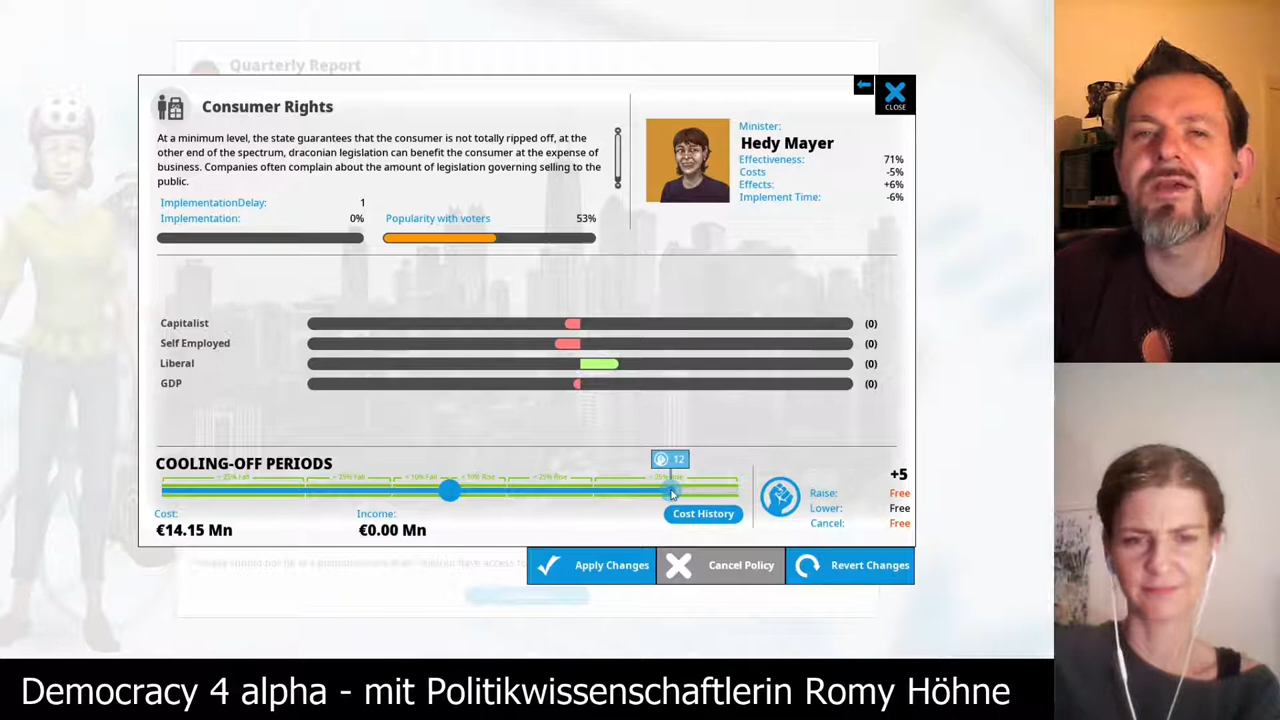 Quarterly Report
CLOSE
Consumer Rights
At a minimum level, the state guarantees that the consumer is not totally ripped off, at the
other end of the spectrum, draconian legislation can benefit the consumer at the expense of
business. Companies often complain about the amount of legislation governing selling to the
public.
ImplementationDelay: 1
Implementation: 0%
Popularity with voters 53%
Minister:
Hedy Mayer
Effectiveness: 71%
Costs -5%
Effects: +6%
Implement Time: -6%
Capitalist (0)
Self Employed (0)
Liberal (0)
GDP (0)
COOLING-OFF PERIODS
12
Cost:
€14.15 Mn
Income:
€0.00 Mn
Cost History
+5
Raise: Free
Lower: Free
Cancel: Free
Apply Changes
Cancel Policy
Revert Changes
Democracy 4 alpha - mit Politikwissenschaftlerin Romy Höhne